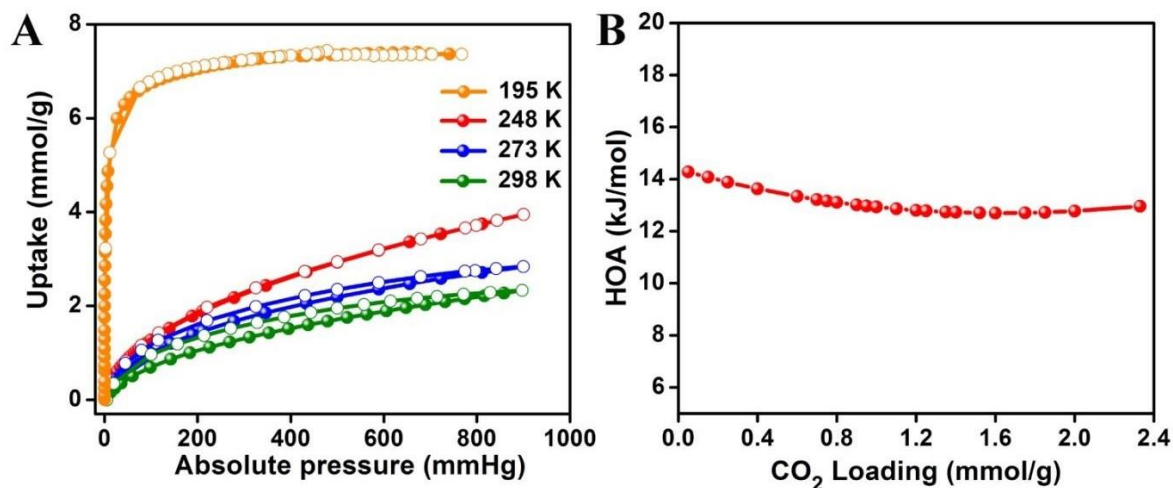 A
8
6
4
2
0
Uptake (mmol/g)
195 K
248 K
273 K
298 K
0 200 400 600 800 1000
Absolute pressure (mmHg)
B
20
18
16
14
12
10
8
6
HOA (kJ/mol)
0.0 0.4 0.8 1.2 1.6 2.0 2.4
CO₂ Loading (mmol/g)